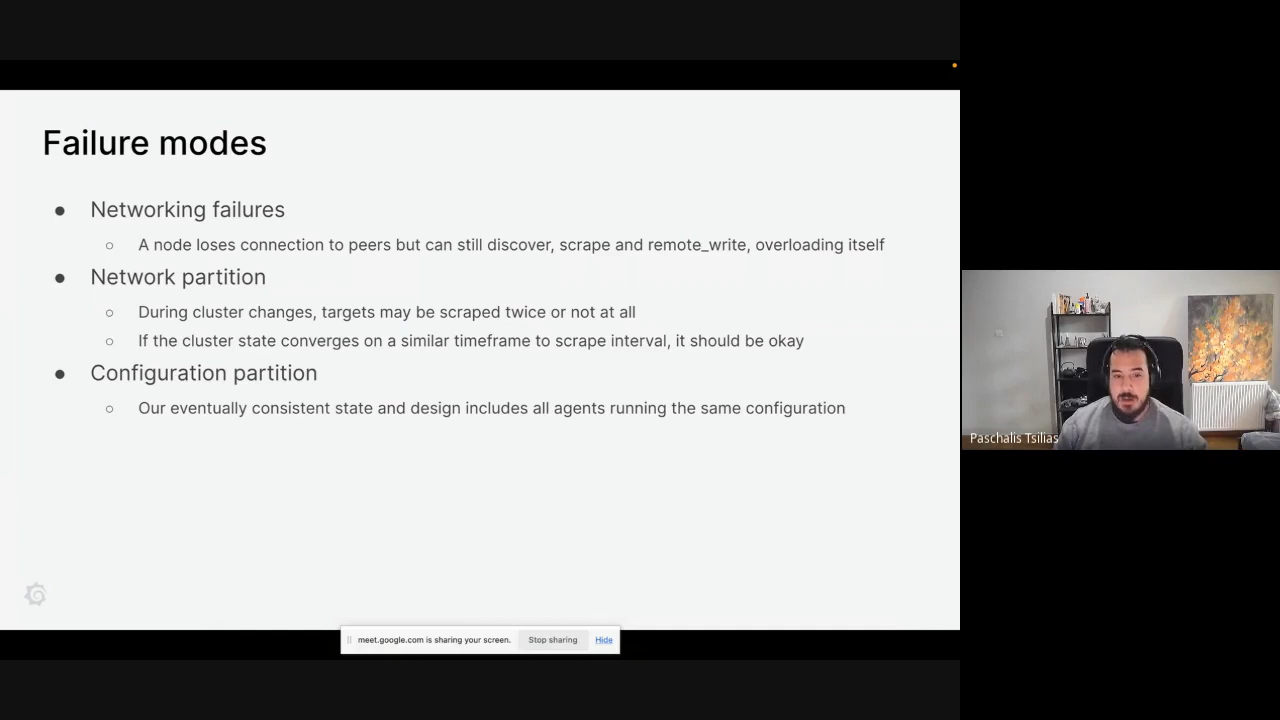 Failure modes
● Networking failures
○ A node loses connection to peers but can still discover, scrape and remote_write, overloading itself
● Network partition
○ During cluster changes, targets may be scraped twice or not at all
○ If the cluster state converges on a similar timeframe to scrape interval, it should be okay
● Configuration partition
○ Our eventually consistent state and design includes all agents running the same configuration
Paschalis Tsilias
meet.google.com is sharing your screen. Stop sharing Hide